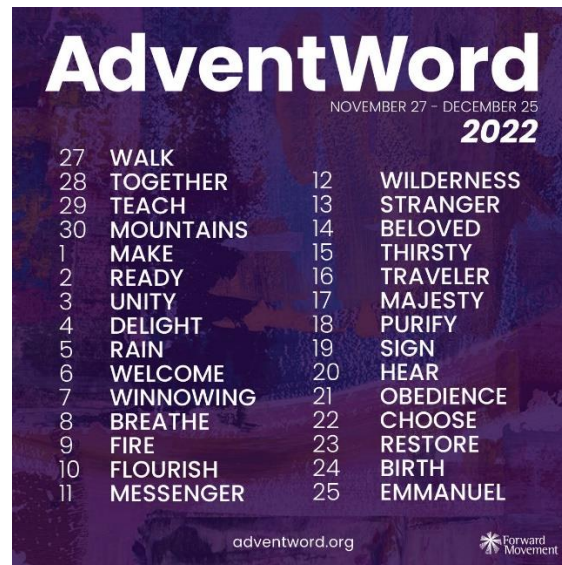 AdventWord
NOVEMBER 27 - DECEMBER 25
2022
27 WALK
28 TOGETHER
29 TEACH
30 MOUNTAINS
1 MAKE
2 READY
3 UNITY
4 DELIGHT
5 RAIN
6 WELCOME
7 WINNOWING
8 BREATHE
9 FIRE
10 FLOURISH
11 MESSENGER
12 WILDERNESS
13 STRANGER
14 BELOVED
15 THIRSTY
16 TRAVELER
17 MAJESTY
18 PURIFY
19 SIGN
20 HEAR
21 OBEDIENCE
22 CHOOSE
23 RESTORE
24 BIRTH
25 EMMANUEL
adventword.org
Forward
Movement